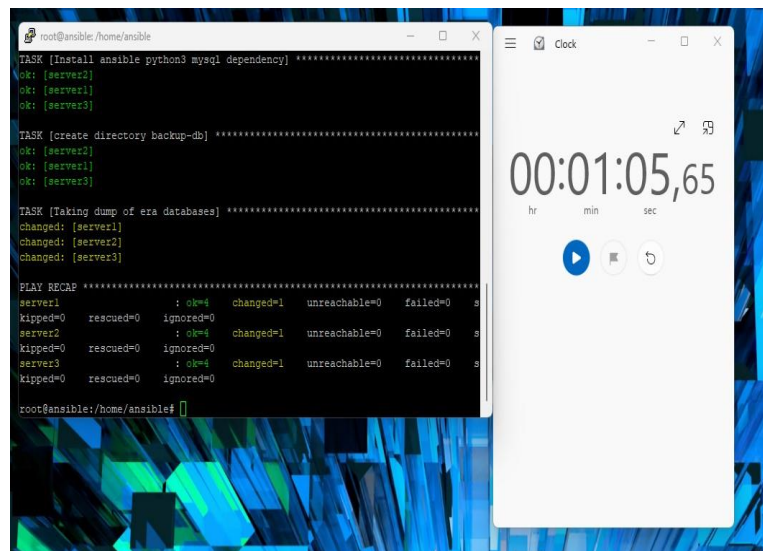 root@ansible: /home/ansible
TASK [Install ansible python3 mysql dependency] ********************************
ok: [server2]
ok: [server1]
ok: [server3]
TASK [create directory backup-db] **********************************************
ok: [server2]
ok: [server1]
ok: [server3]
TASK [Taking dump of era databases] ********************************************
changed: [server1]
changed: [server2]
changed: [server3]
PLAY RECAP *********************************************************************
server1 : ok=4 changed=1 unreachable=0 failed=0 s
kipped=0 rescued=0 ignored=0
server2 : ok=4 changed=1 unreachable=0 failed=0 s
kipped=0 rescued=0 ignored=0
server3 : ok=4 changed=1 unreachable=0 failed=0 s
kipped=0 rescued=0 ignored=0
root@ansible:/home/ansible#
Clock
00:01:05,65
hr min sec